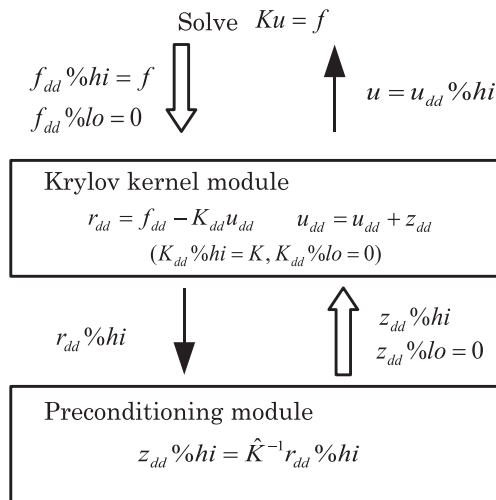 Solve Ku = f
f_dd %hi = f
f_dd %lo = 0
u = u_dd %hi
Krylov kernel module
r_dd = f_dd − K_dd u_dd u_dd = u_dd + z_dd
(K_dd %hi = K, K_dd %lo = 0)
r_dd %hi
z_dd %hi
z_dd %lo = 0
Preconditioning module
z_dd %hi = K̂⁻¹ r_dd %hi